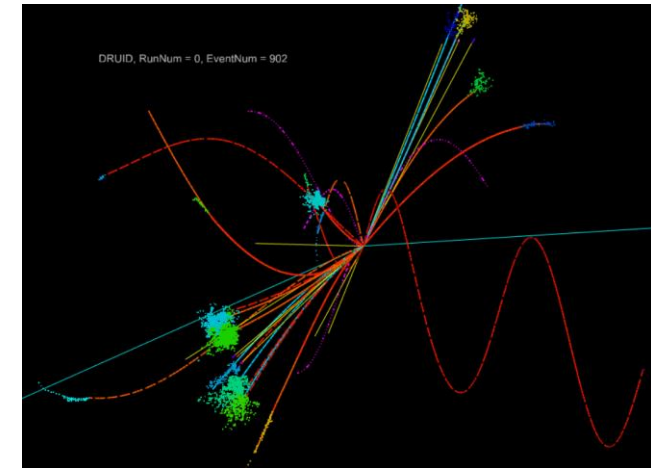 DRUID, RunNum = 0, EventNum = 902